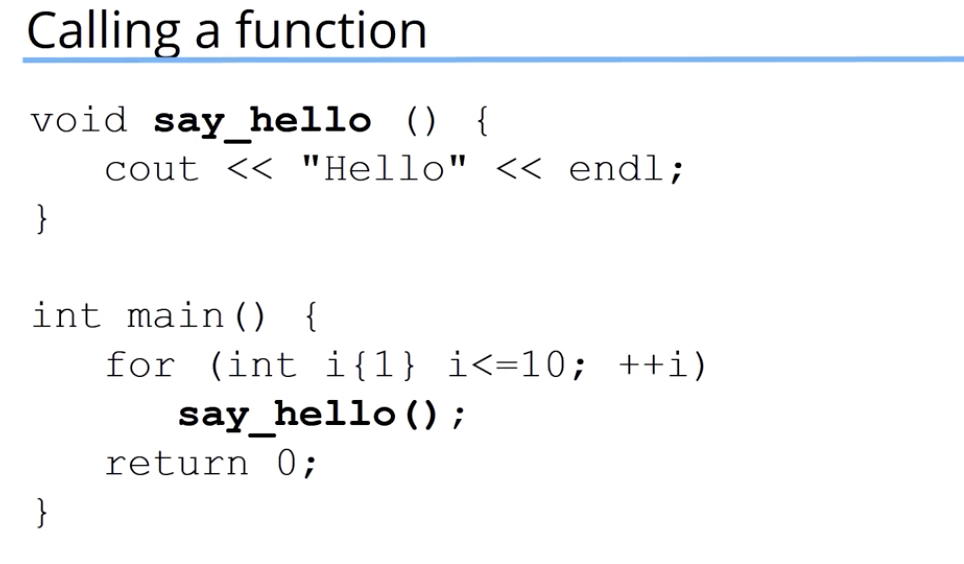 Calling a function
void say_hello () {
cout << "Hello" << endl;
}
int main() {
for (int i{1} i<=10; ++i)
say_hello();
return 0;
}